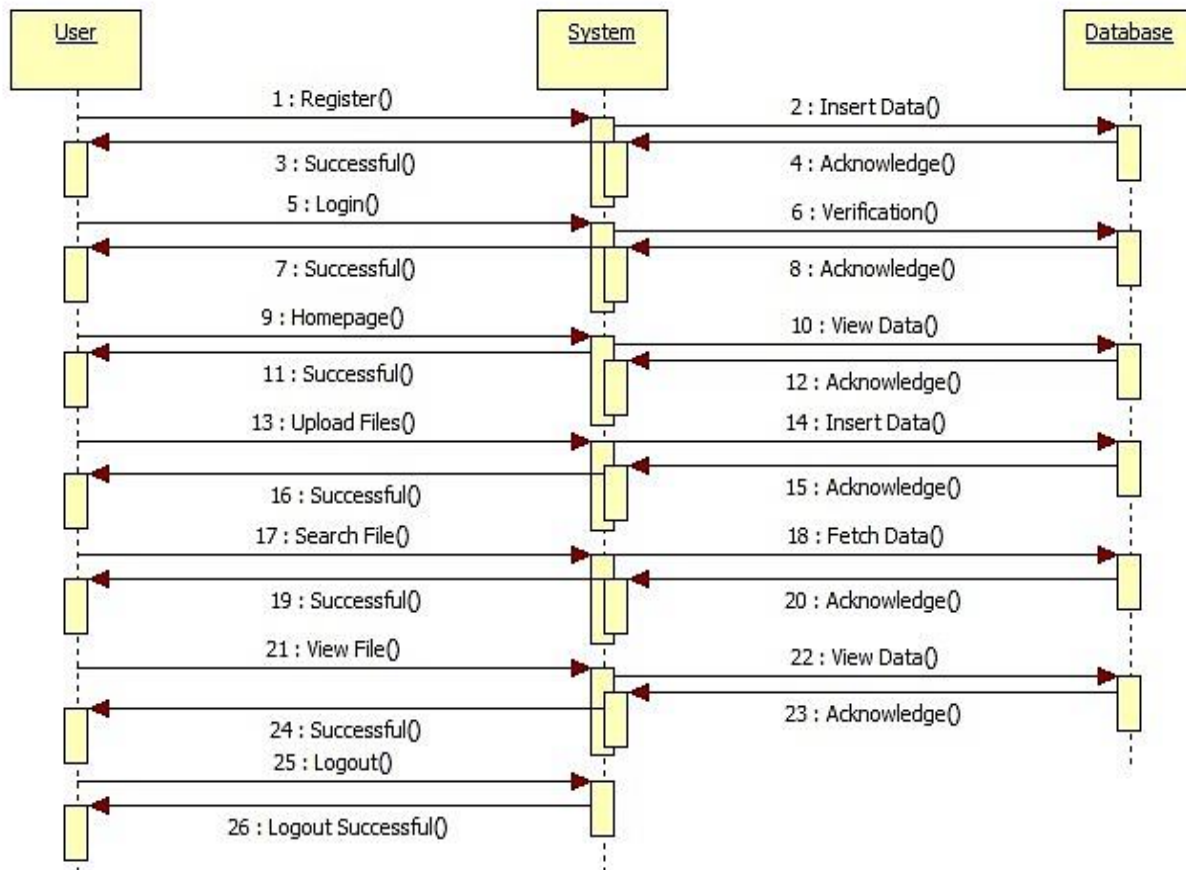 User
System
Database
1 : Register()
2 : Insert Data()
3 : Successful()
4 : Acknowledge()
5 : Login()
6 : Verification()
7 : Successful()
8 : Acknowledge()
9 : Homepage()
10 : View Data()
11 : Successful()
12 : Acknowledge()
13 : Upload Files()
14 : Insert Data()
16 : Successful()
15 : Acknowledge()
17 : Search File()
18 : Fetch Data()
19 : Successful()
20 : Acknowledge()
21 : View File()
22 : View Data()
24 : Successful()
23 : Acknowledge()
25 : Logout()
26 : Logout Successful()